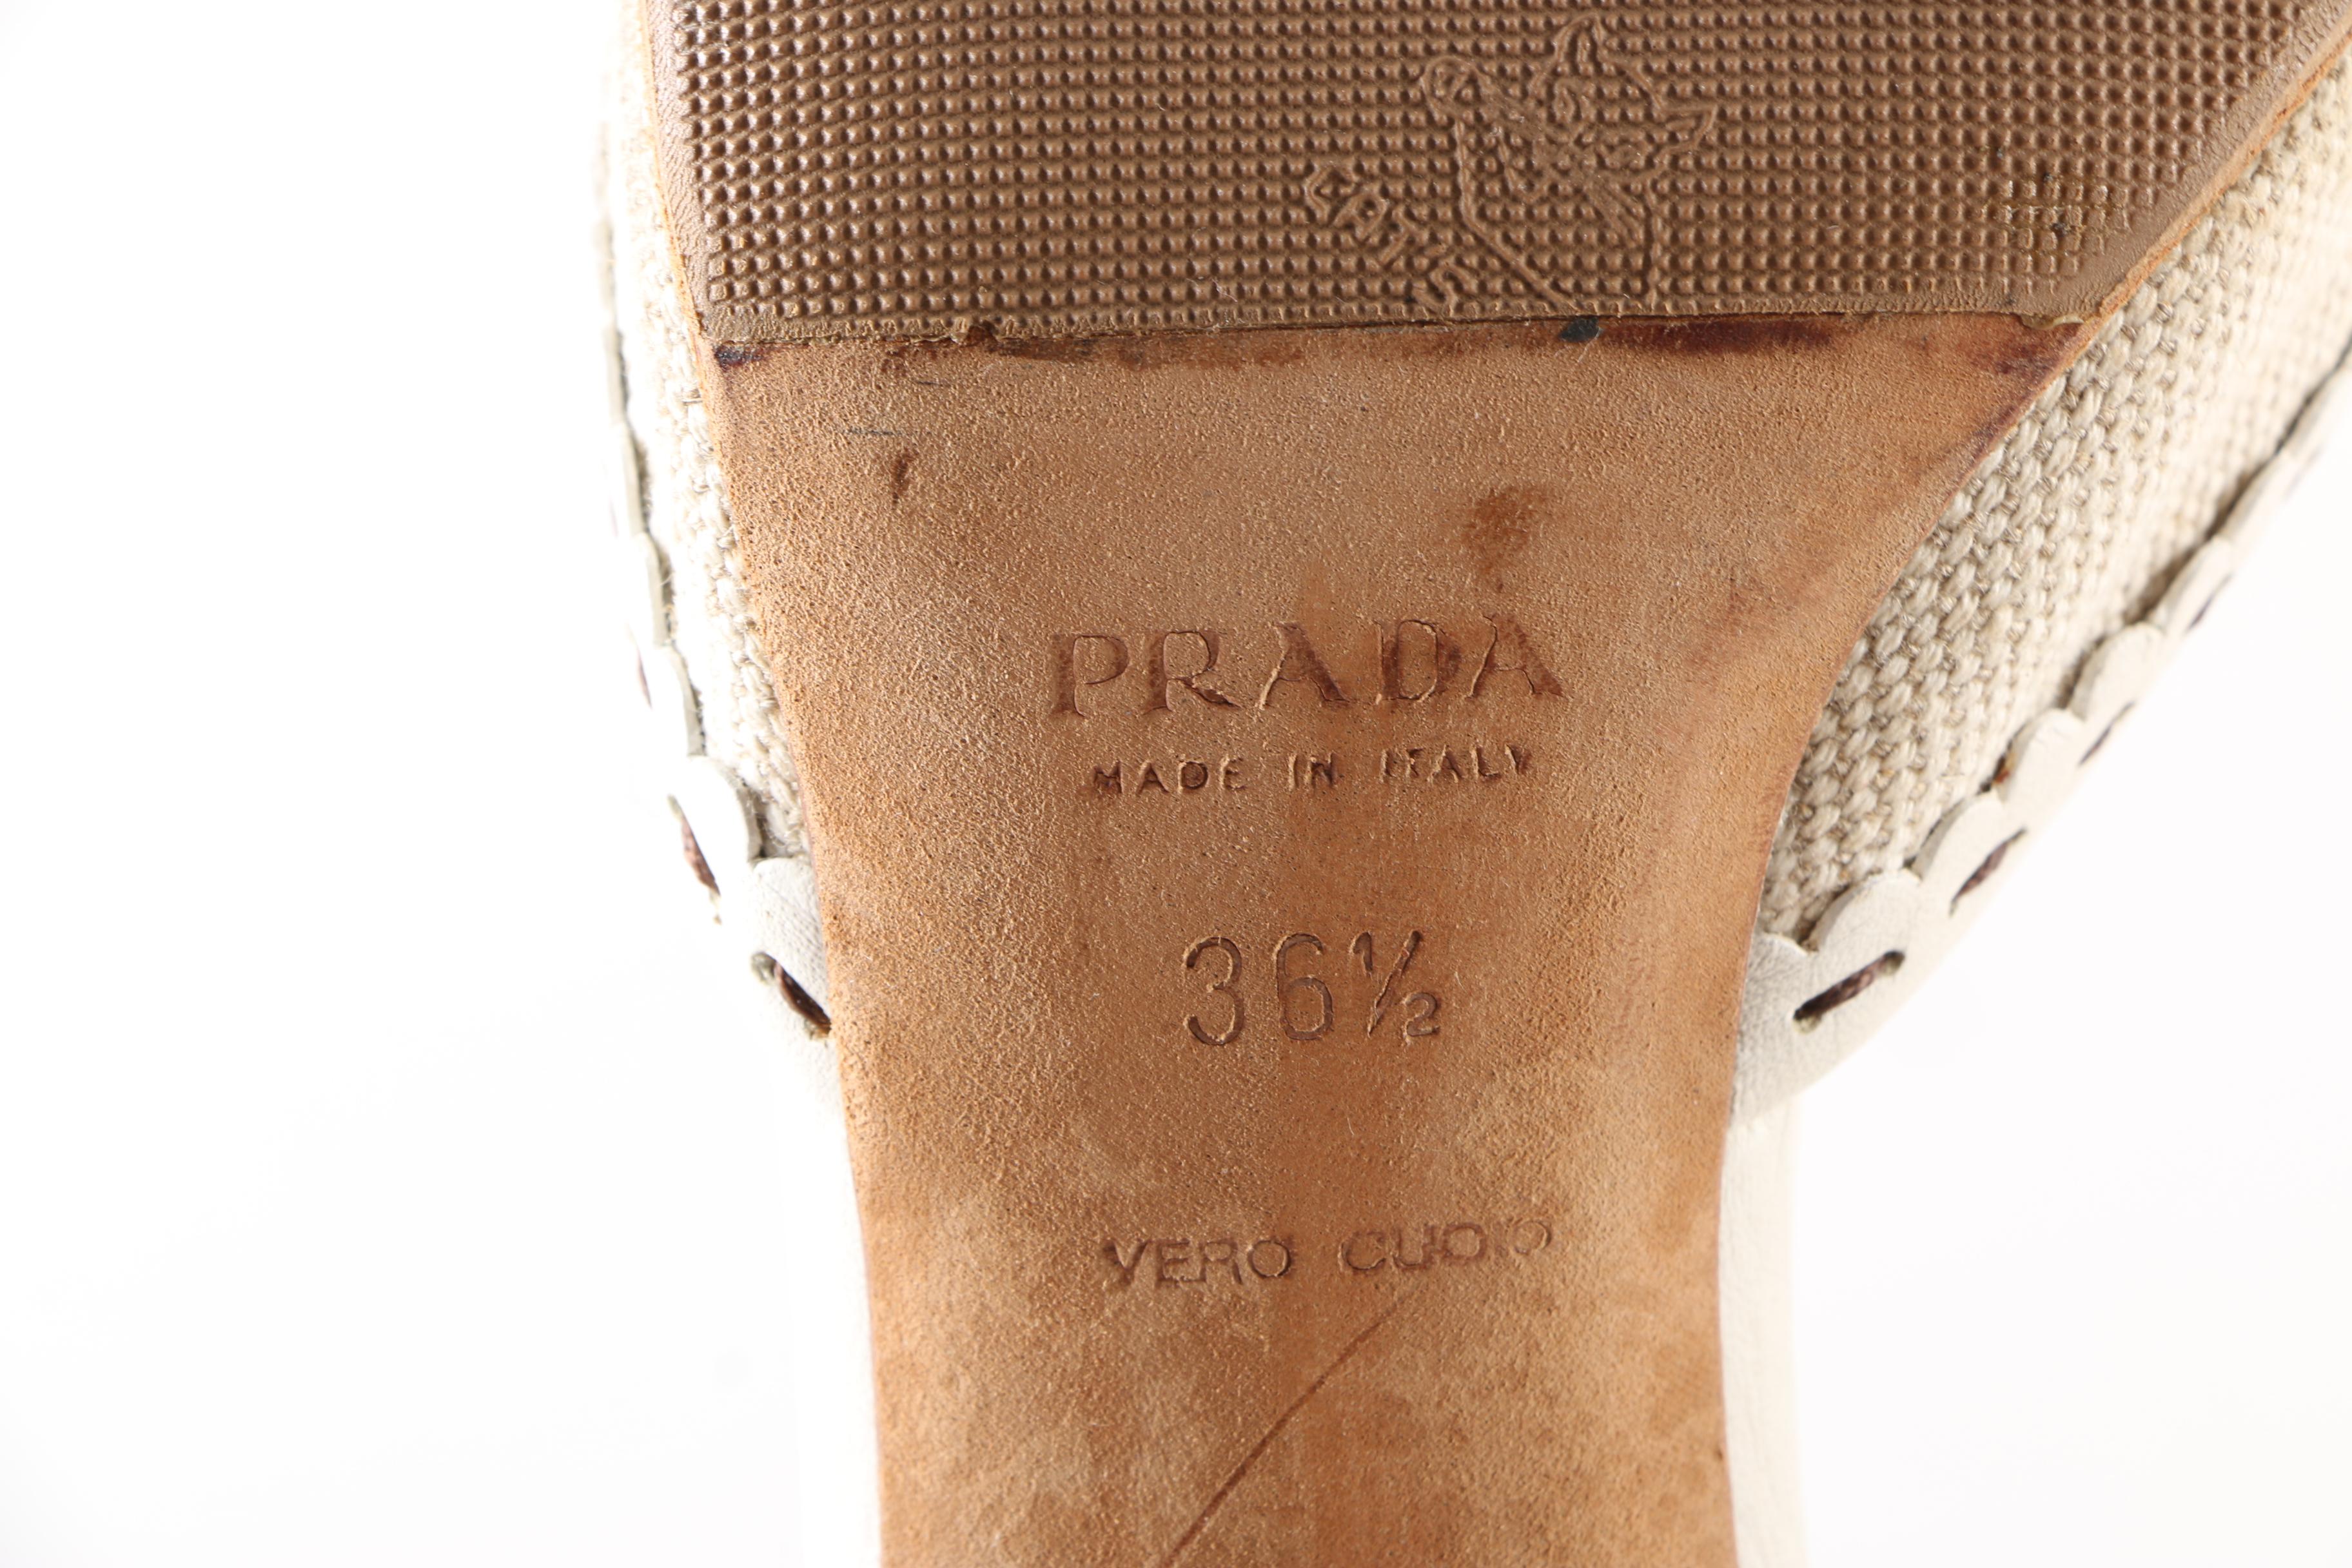 PRADA
MADE IN ITALY
36½
VERO CUOIO